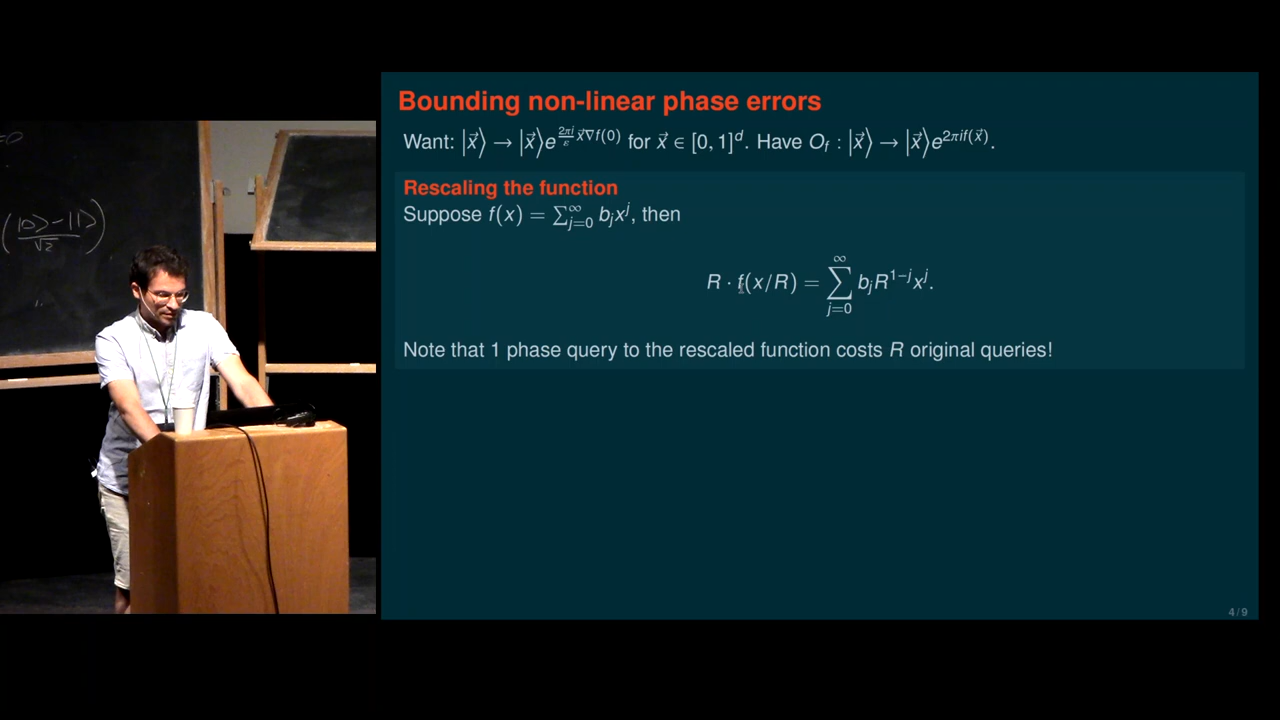 =0
(|0⟩-|1⟩/√2)
Bounding non-linear phase errors
Want: |x⃗⟩ → |x⃗⟩e^{\frac{2πi}{ε} x⃗∇f(0)} for x⃗ ∈ [0, 1]^d. Have O_f : |x⃗⟩ → |x⃗⟩e^{2πif(x⃗)}.
Rescaling the function
Suppose f(x) = ∑_{j=0}^{∞} b_j x^j, then
R · f(x/R) = ∑_{j=0}^{∞} b_j R^{1−j} x^j.
Note that 1 phase query to the rescaled function costs R original queries!
4 / 9